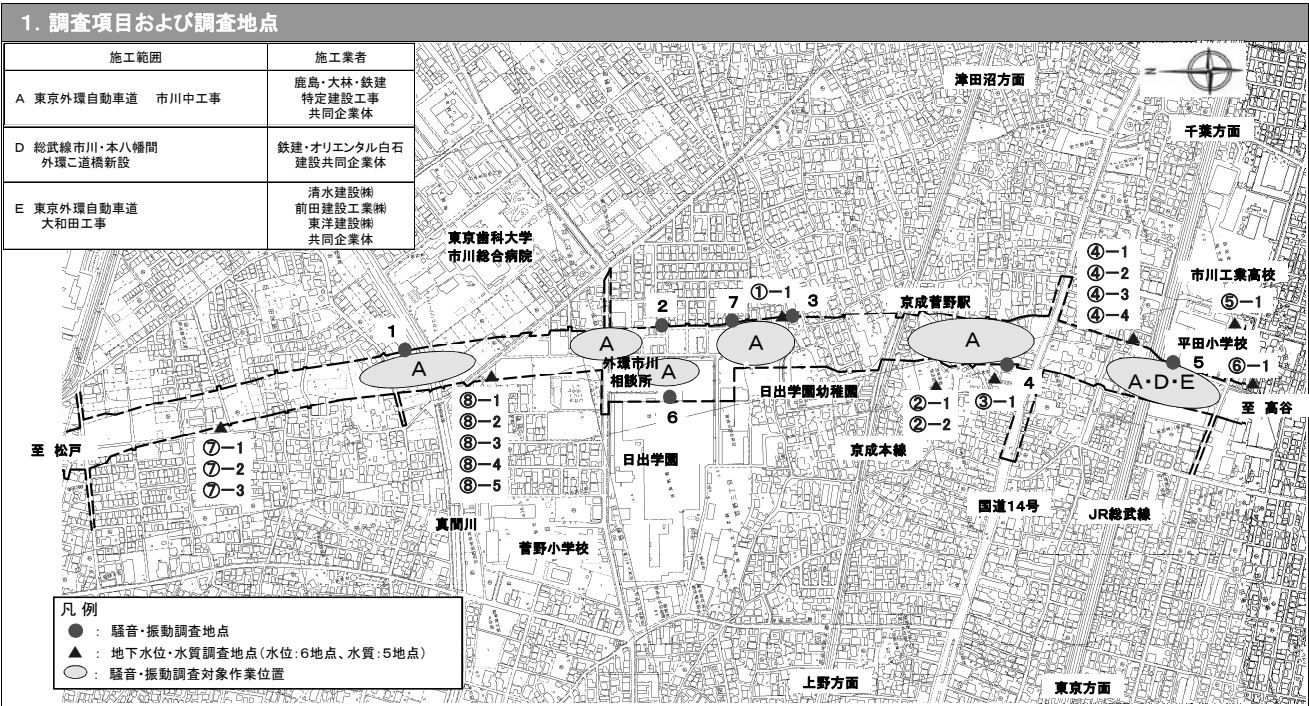 1. 調査項目および調査地点
施工範囲
施工業者
A 東京外環自動車道 市川中工事
鹿島・大林・鉄建
特定建設工事
共同企業体
D 総武線市川・本八幡間
外環こ道橋新設
鉄建・オリエンタル白石
建設共同企業体
E 東京外環自動車道
大和田工事
清水建設㈱
前田建設工業㈱
東洋建設㈱
共同企業体
津田沼方面
N
千葉方面
東京歯科大学
市川総合病院
④-1
④-2
④-3
④-4
市川工業高校
⑤-1
京成菅野駅
①-1
1
2
7
3
平田小学校
A
A
A
A
A
外環市川
相談所
日出学園幼稚園
A・D・E
5
⑥-1
至 高谷
6
②-1
②-2
③-1
4
至 松戸
⑦-1
⑦-2
⑦-3
⑧-1
⑧-2
⑧-3
⑧-4
⑧-5
日出学園
京成本線
国道14号
JR総武線
真間川
菅野小学校
凡 例
● : 騒音・振動調査地点
▲ : 地下水位・水質調査地点(水位:6地点、水質:5地点)
: 騒音・振動調査対象作業位置
上野方面
東京方面